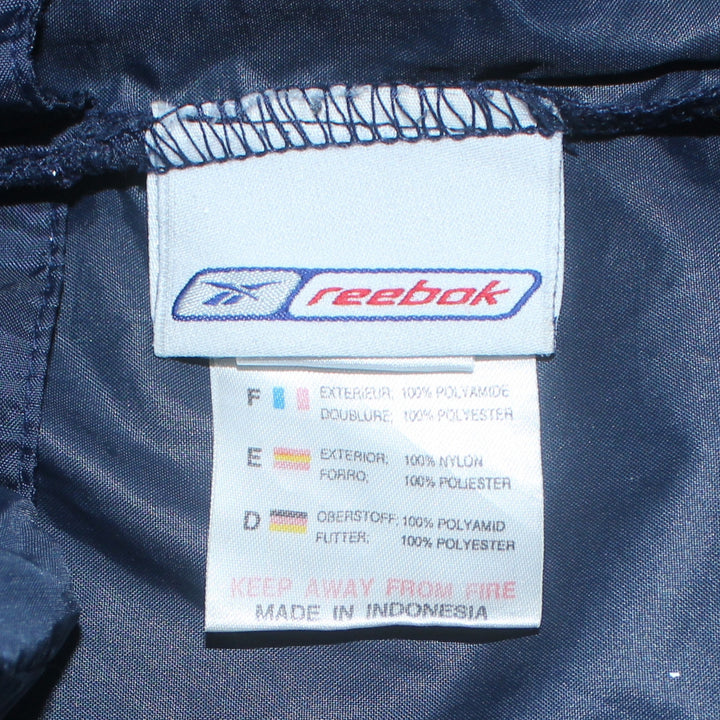 reebok
F EXTERIEUR; 100% POLYAMIDE
DOUBLURE; 100% POLYESTER
E EXTERIOR; 100% NYLON
FORRO; 100% POLIESTER
D OBERSTOFF; 100% POLYAMID
FUTTER; 100% POLYESTER
KEEP AWAY FROM FIRE
MADE IN INDONESIA